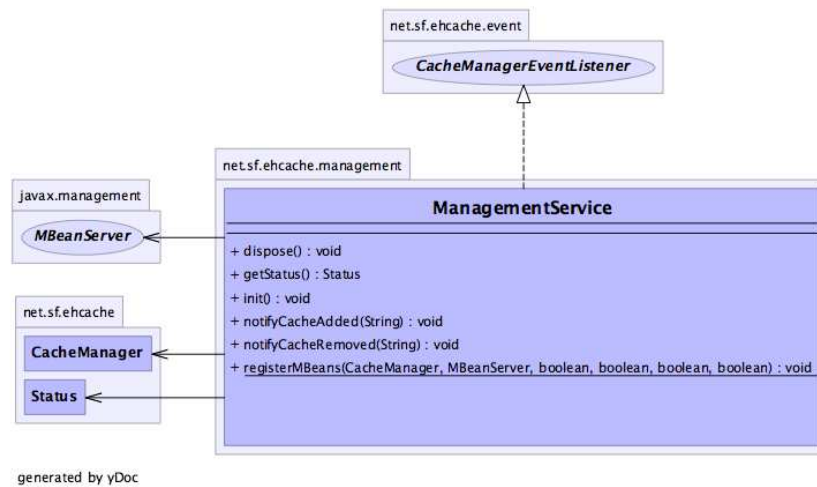 net.sf.ehcache.event
CacheManagerEventListener
net.sf.ehcache.management
ManagementService
javax.management
MBeanServer
+ dispose() : void
+ getStatus() : Status
+ init() : void
+ notifyCacheAdded(String) : void
+ notifyCacheRemoved(String) : void
+ registerMBeans(CacheManager, MBeanServer, boolean, boolean, boolean, boolean) : void
net.sf.ehcache
CacheManager
Status
generated by yDoc